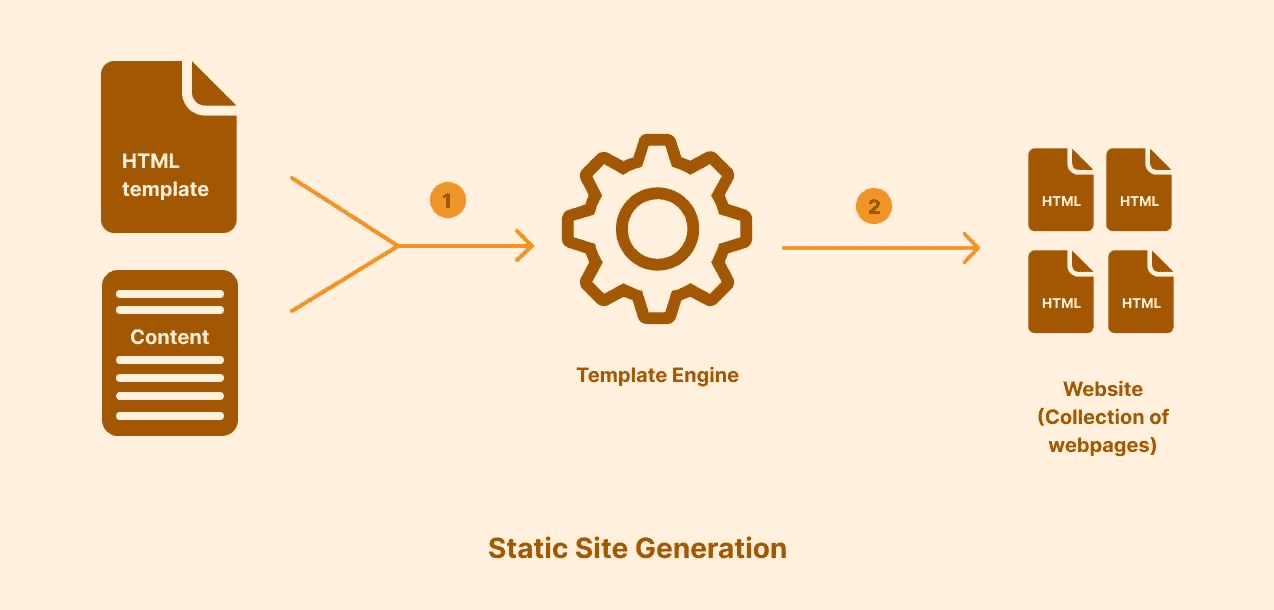 HTML
template
Content
1
Template Engine
2
HTML
HTML
HTML
HTML
Website
(Collection of
webpages)
Static Site Generation